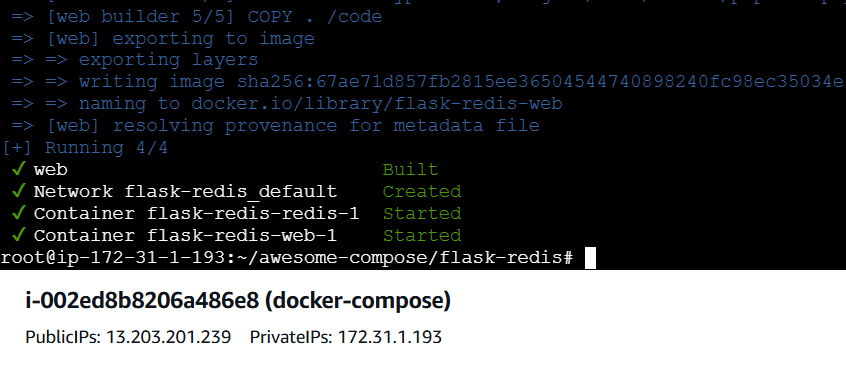 => [web builder 5/5] COPY . /code
=> [web] exporting to image
=> => exporting layers
=> => writing image sha256:67ae71d857fb2815ee36504544740898240fc98ec35034e
=> => naming to docker.io/library/flask-redis-web
=> [web] resolving provenance for metadata file
[+] Running 4/4
✓ web Built
✓ Network flask-redis_default Created
✓ Container flask-redis-redis-1 Started
✓ Container flask-redis-web-1 Started
root@ip-172-31-1-193:~/awesome-compose/flask-redis#
i-002ed8b8206a486e8 (docker-compose)
PublicIPs: 13.203.201.239 PrivateIPs: 172.31.1.193